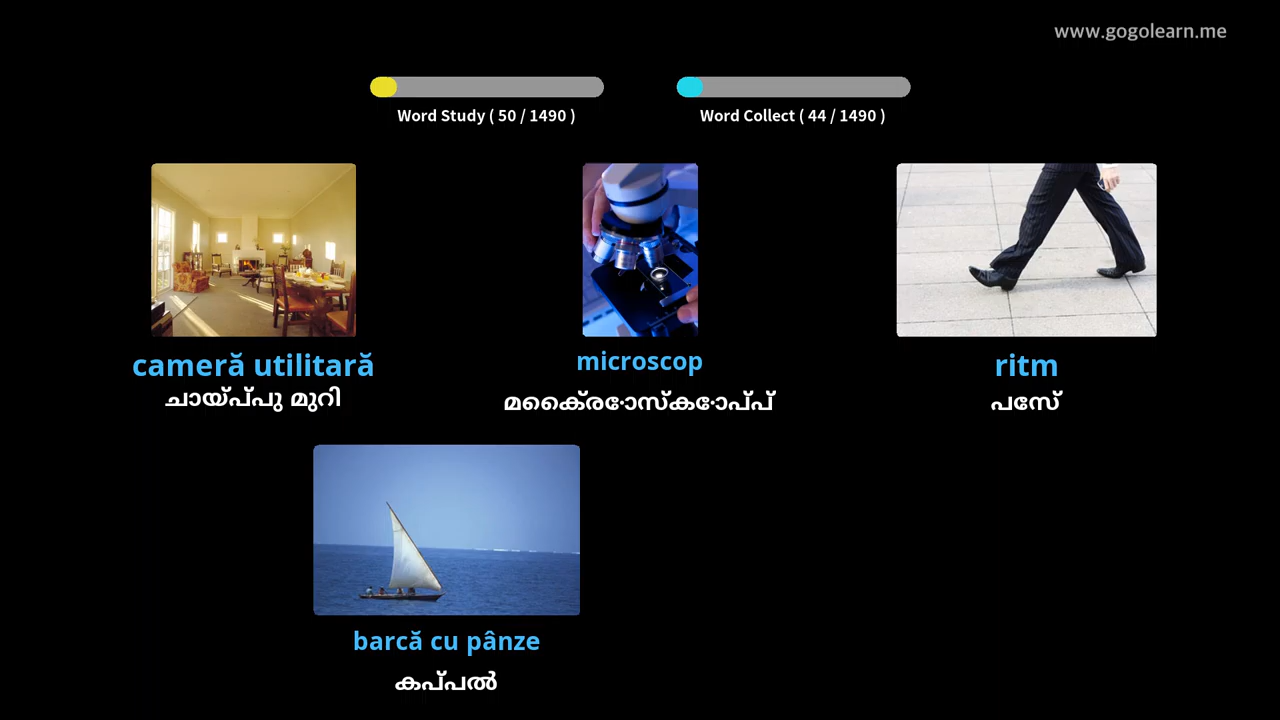 www.gogolearn.me
Word Study ( 50 / 1490 )
Word Collect ( 44 / 1490 )
cameră utilitară
ചായ്പ്പു മുറി
microscop
മൈക്രോസ്കോപ്പ്
ritm
പേസ്
barcă cu pânze
കപ്പൽ